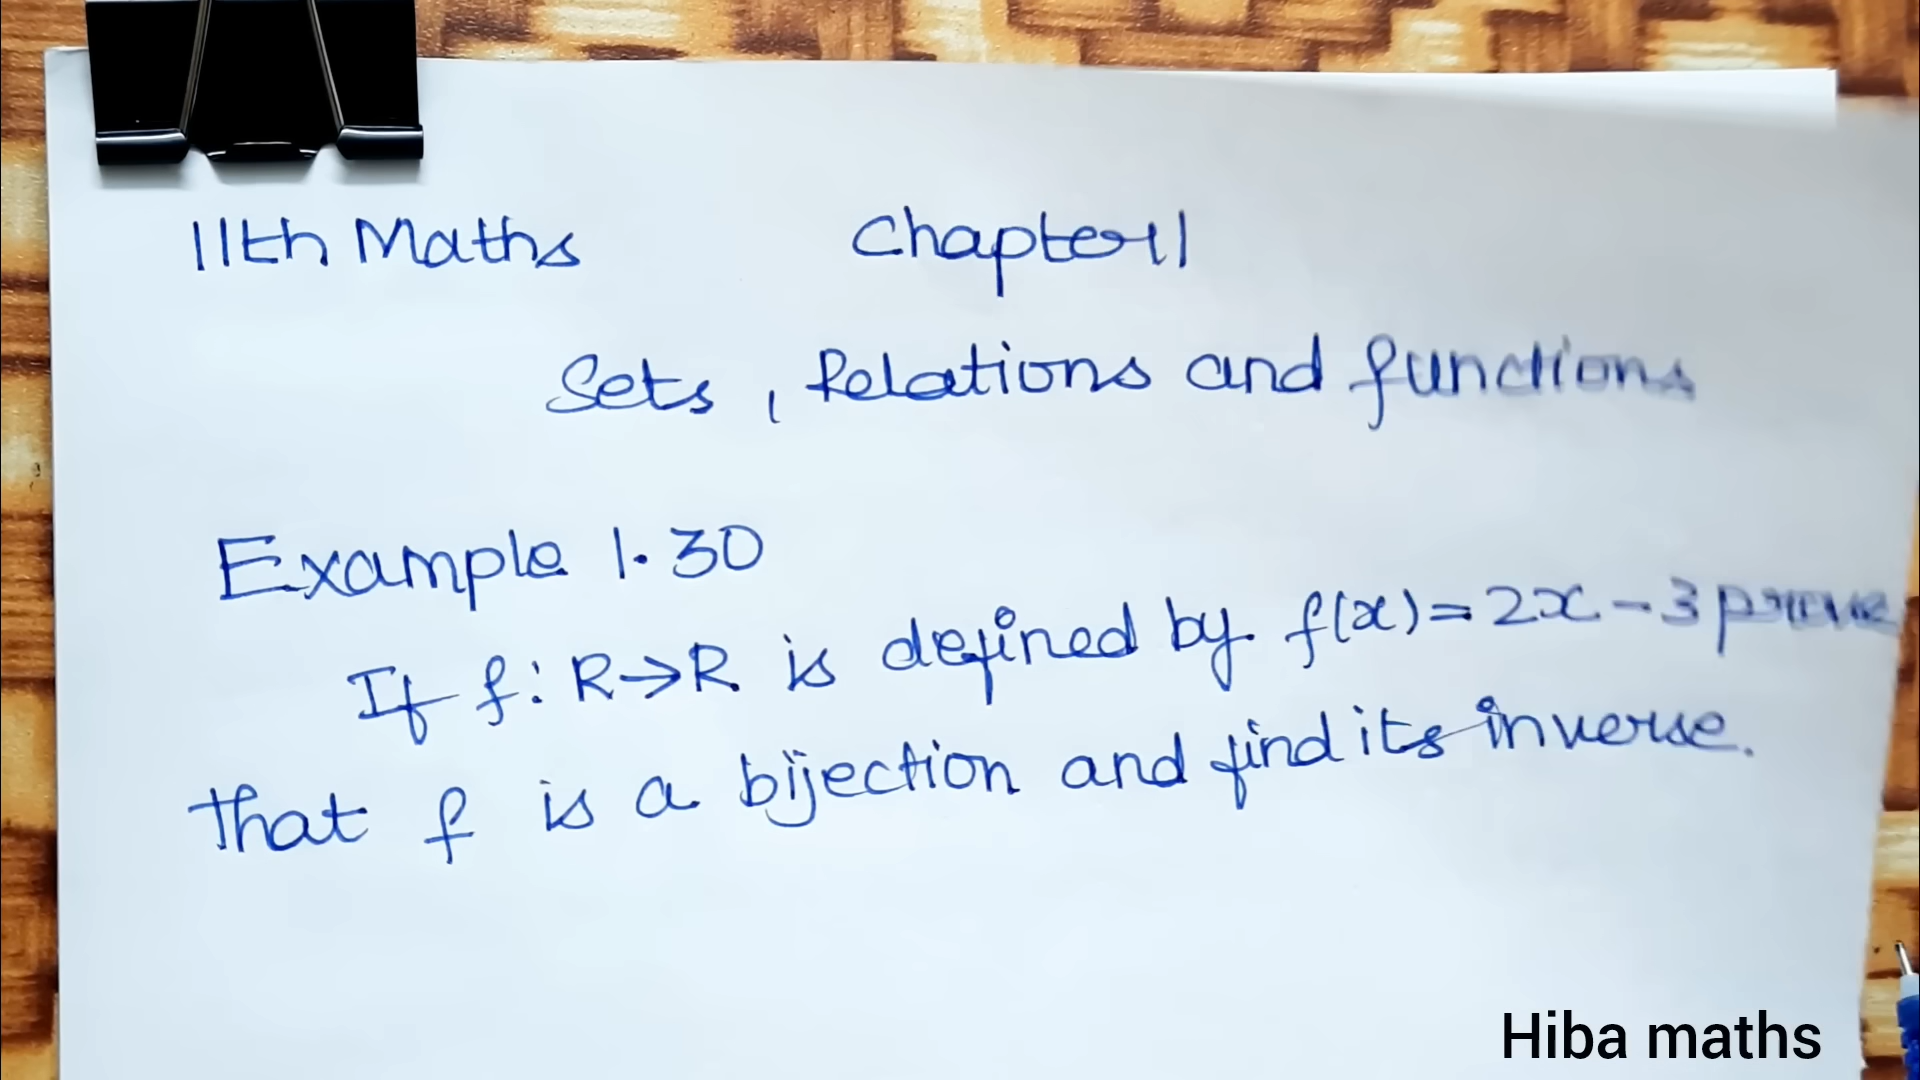 11th Maths Chapter 1
Sets, Relations and functions
Example 1.30
If f: R→R is defined by f(x) = 2x - 3 prove
that f is a bijection and find its inverse.
Hiba maths